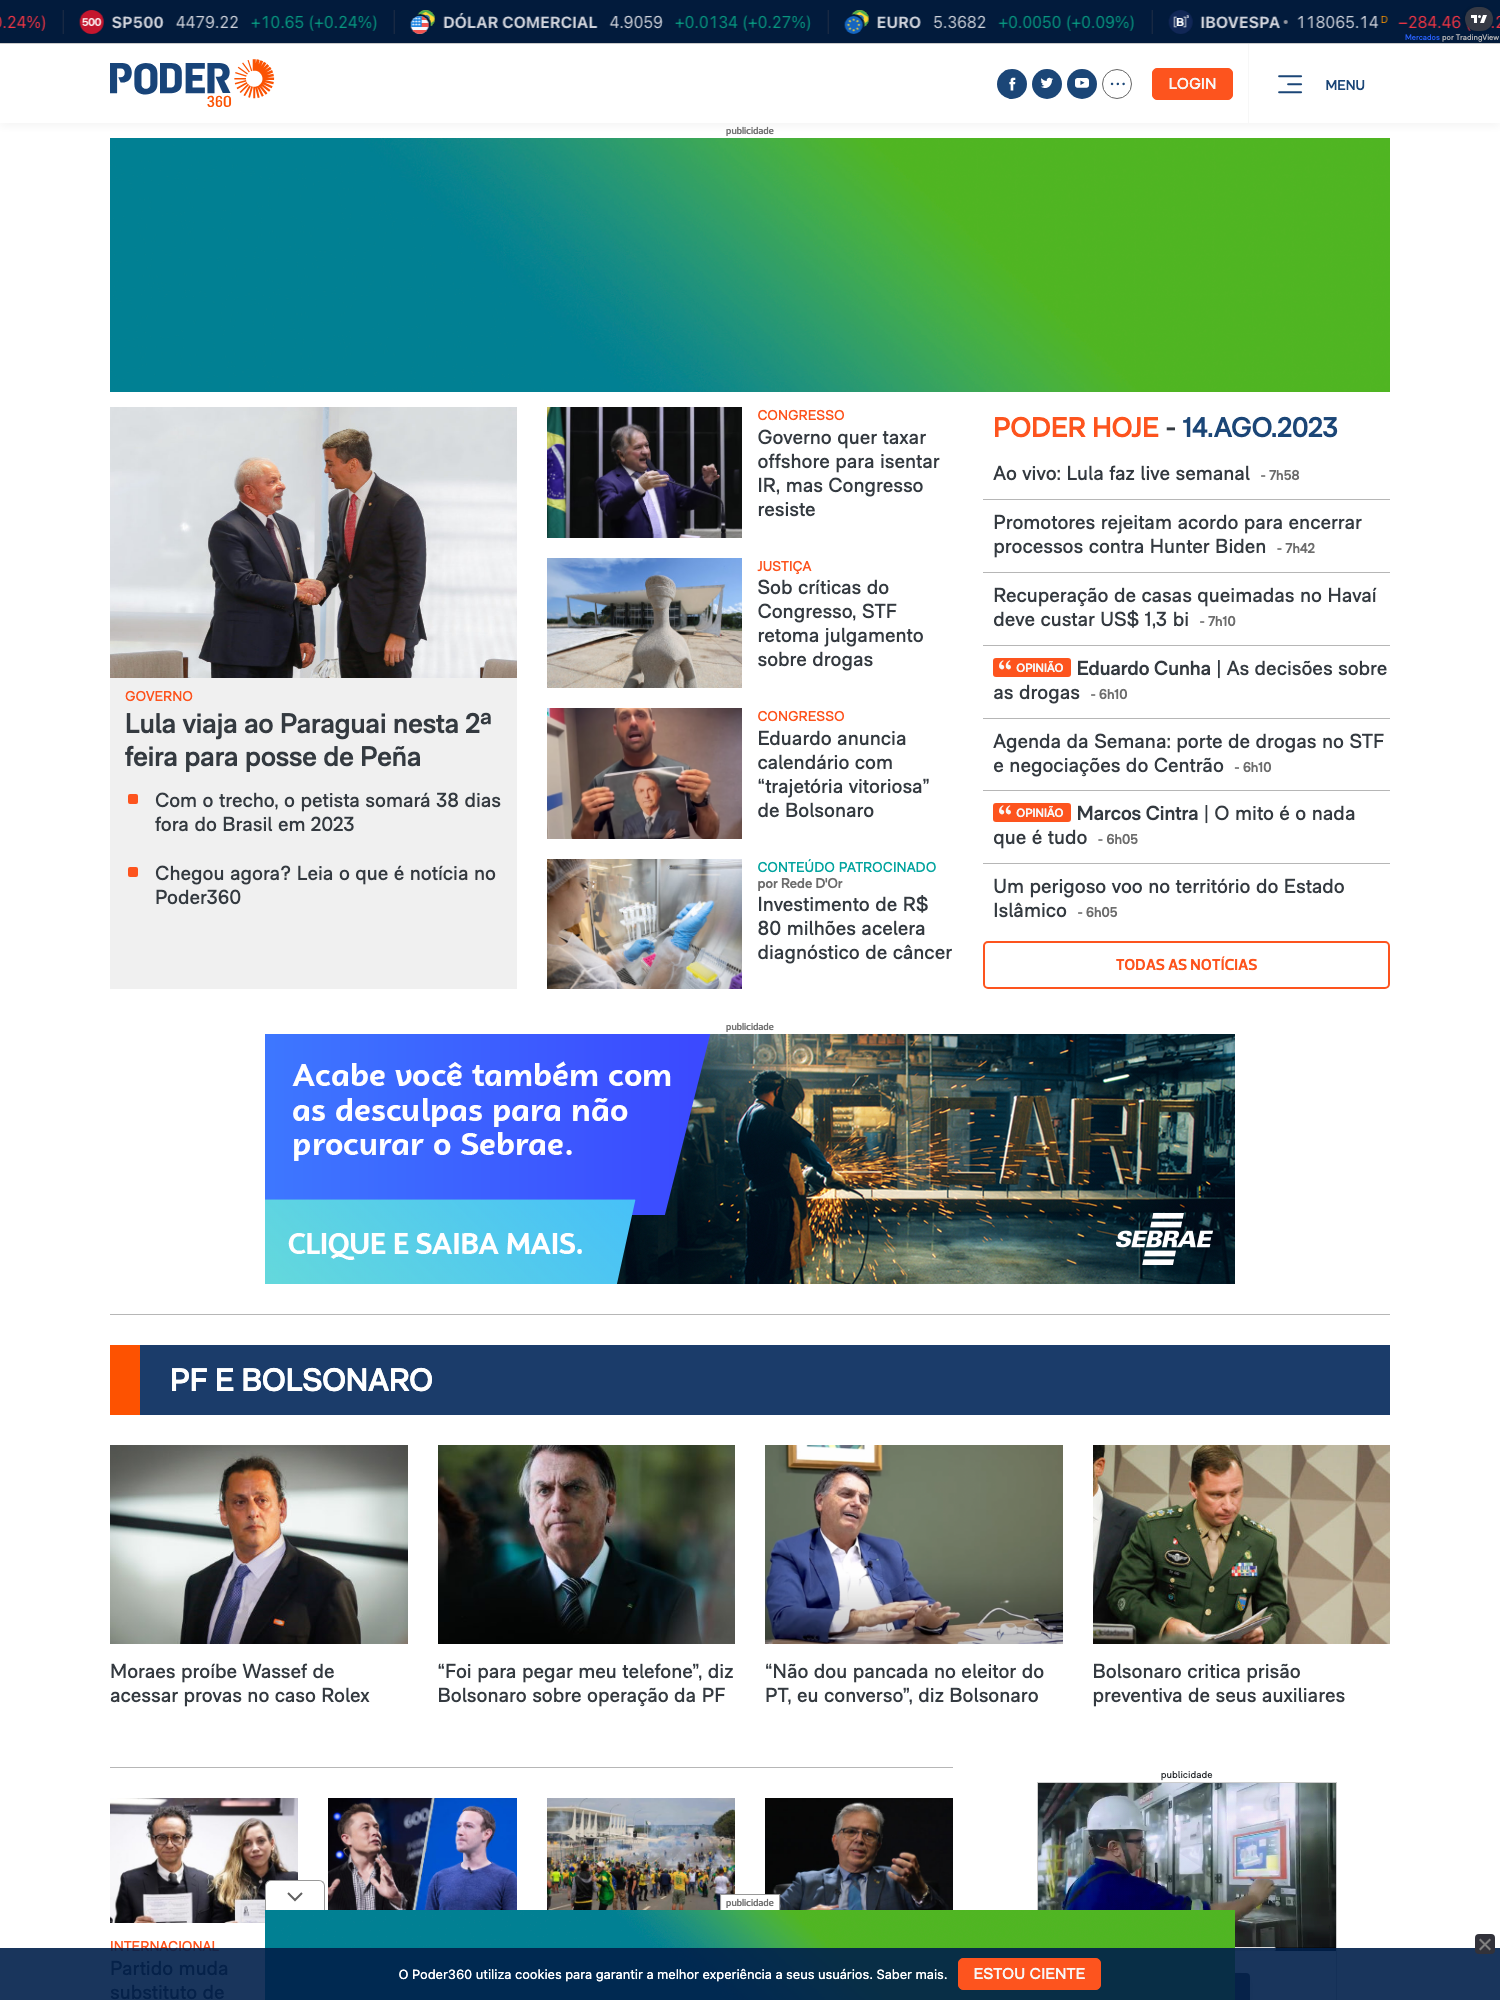 0.24%)
500 SP500 4479.22 +10.65 (+0.24%)
DÓLAR COMERCIAL 4.9059 +0.0134 (+0.27%)
EURO 5.3682 +0.0050 (+0.09%)
B IBOVESPA 118065.14 D −284.46
Mercados por TradingView
PODER
360
LOGIN
MENU
publicidade
GOVERNO
Lula viaja ao Paraguai nesta 2ª
feira para posse de Peña
Com o trecho, o petista somará 38 dias
fora do Brasil em 2023
Chegou agora? Leia o que é notícia no
Poder360
CONGRESSO
Governo quer taxar
offshore para isentar
IR, mas Congresso
resiste
JUSTIÇA
Sob críticas do
Congresso, STF
retoma julgamento
sobre drogas
CONGRESSO
Eduardo anuncia
calendário com
“trajetória vitoriosa”
de Bolsonaro
CONTEÚDO PATROCINADO
por Rede D'Or
Investimento de R$
80 milhões acelera
diagnóstico de câncer
PODER HOJE - 14.AGO.2023
Ao vivo: Lula faz live semanal - 7h58
Promotores rejeitam acordo para encerrar
processos contra Hunter Biden - 7h42
Recuperação de casas queimadas no Havaí
deve custar US$ 1,3 bi - 7h10
“ OPINIÃO Eduardo Cunha | As decisões sobre
as drogas - 6h10
Agenda da Semana: porte de drogas no STF
e negociações do Centrão - 6h10
“ OPINIÃO Marcos Cintra | O mito é o nada
que é tudo - 6h05
Um perigoso voo no território do Estado
Islâmico - 6h05
TODAS AS NOTÍCIAS
publicidade
Acabe você também com
as desculpas para não
procurar o Sebrae.
CLIQUE E SAIBA MAIS.
CARO
SEBRAE
PF E BOLSONARO
Moraes proíbe Wassef de
acessar provas no caso Rolex
“Foi para pegar meu telefone”, diz
Bolsonaro sobre operação da PF
“Não dou pancada no eleitor do
PT, eu converso”, diz Bolsonaro
Bolsonaro critica prisão
preventiva de seus auxiliares
publicidade
publicidade
INTERNACIONAL
Partido muda
substituto de
O Poder360 utiliza cookies para garantir a melhor experiência a seus usuários. Saber mais.
ESTOU CIENTE